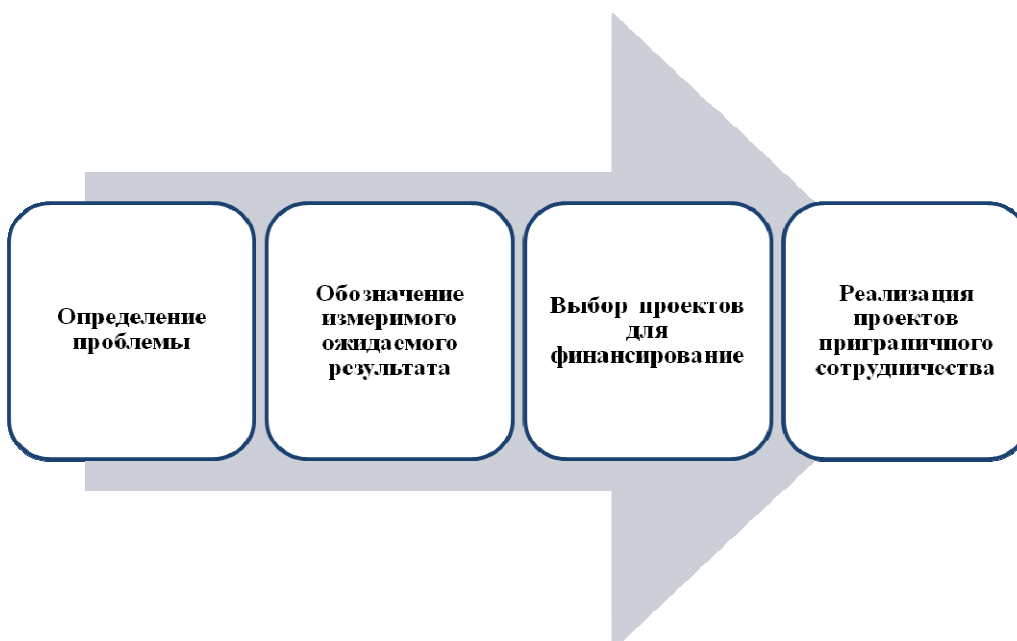 Определение
проблемы
Обозначение
измеримого
ожидаемого
результата
Выбор проектов
для
финансирование
Реализация
проектов
приграничного
сотрудничества